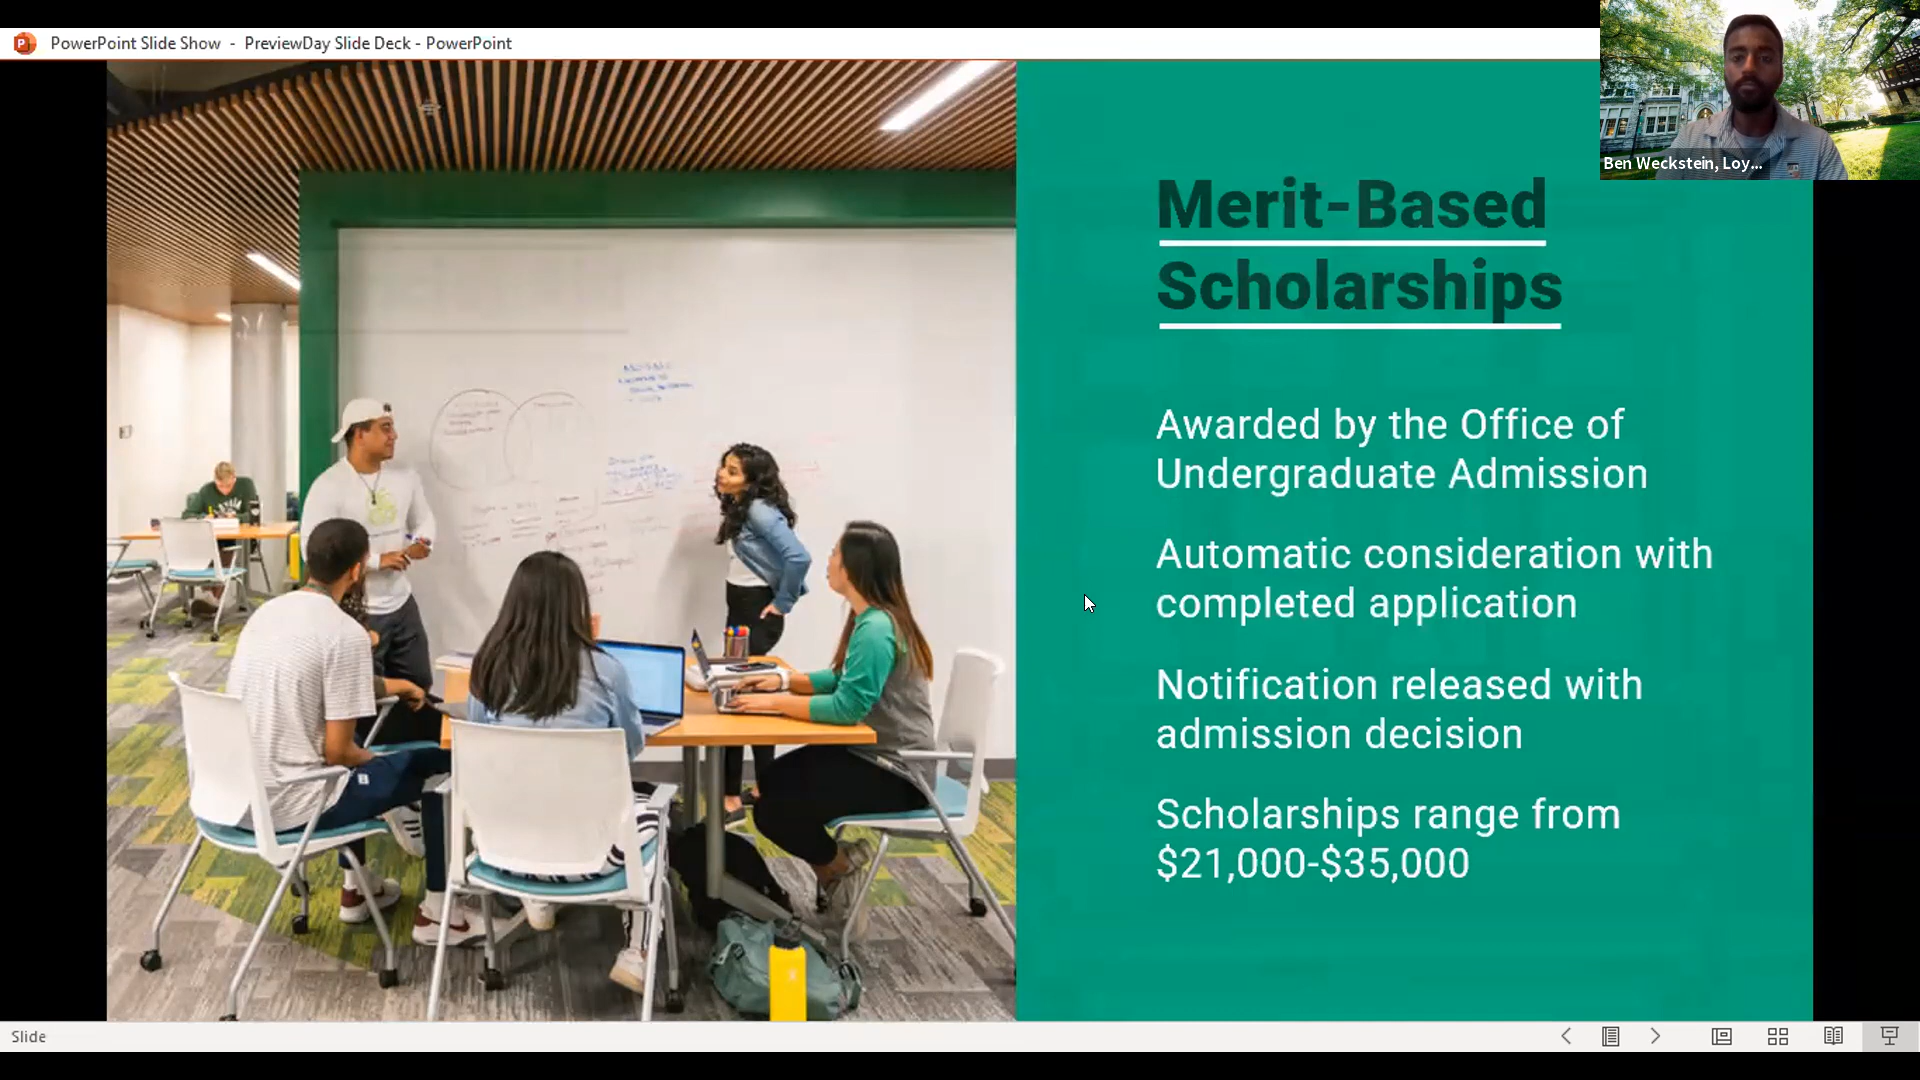 PowerPoint Slide Show - PreviewDay Slide Deck - PowerPoint
Ben Weckstein, Loy...
Merit-Based
Scholarships
Awarded by the Office of
Undergraduate Admission
Automatic consideration with
completed application
Notification released with
admission decision
Scholarships range from
$21,000-$35,000
Slide